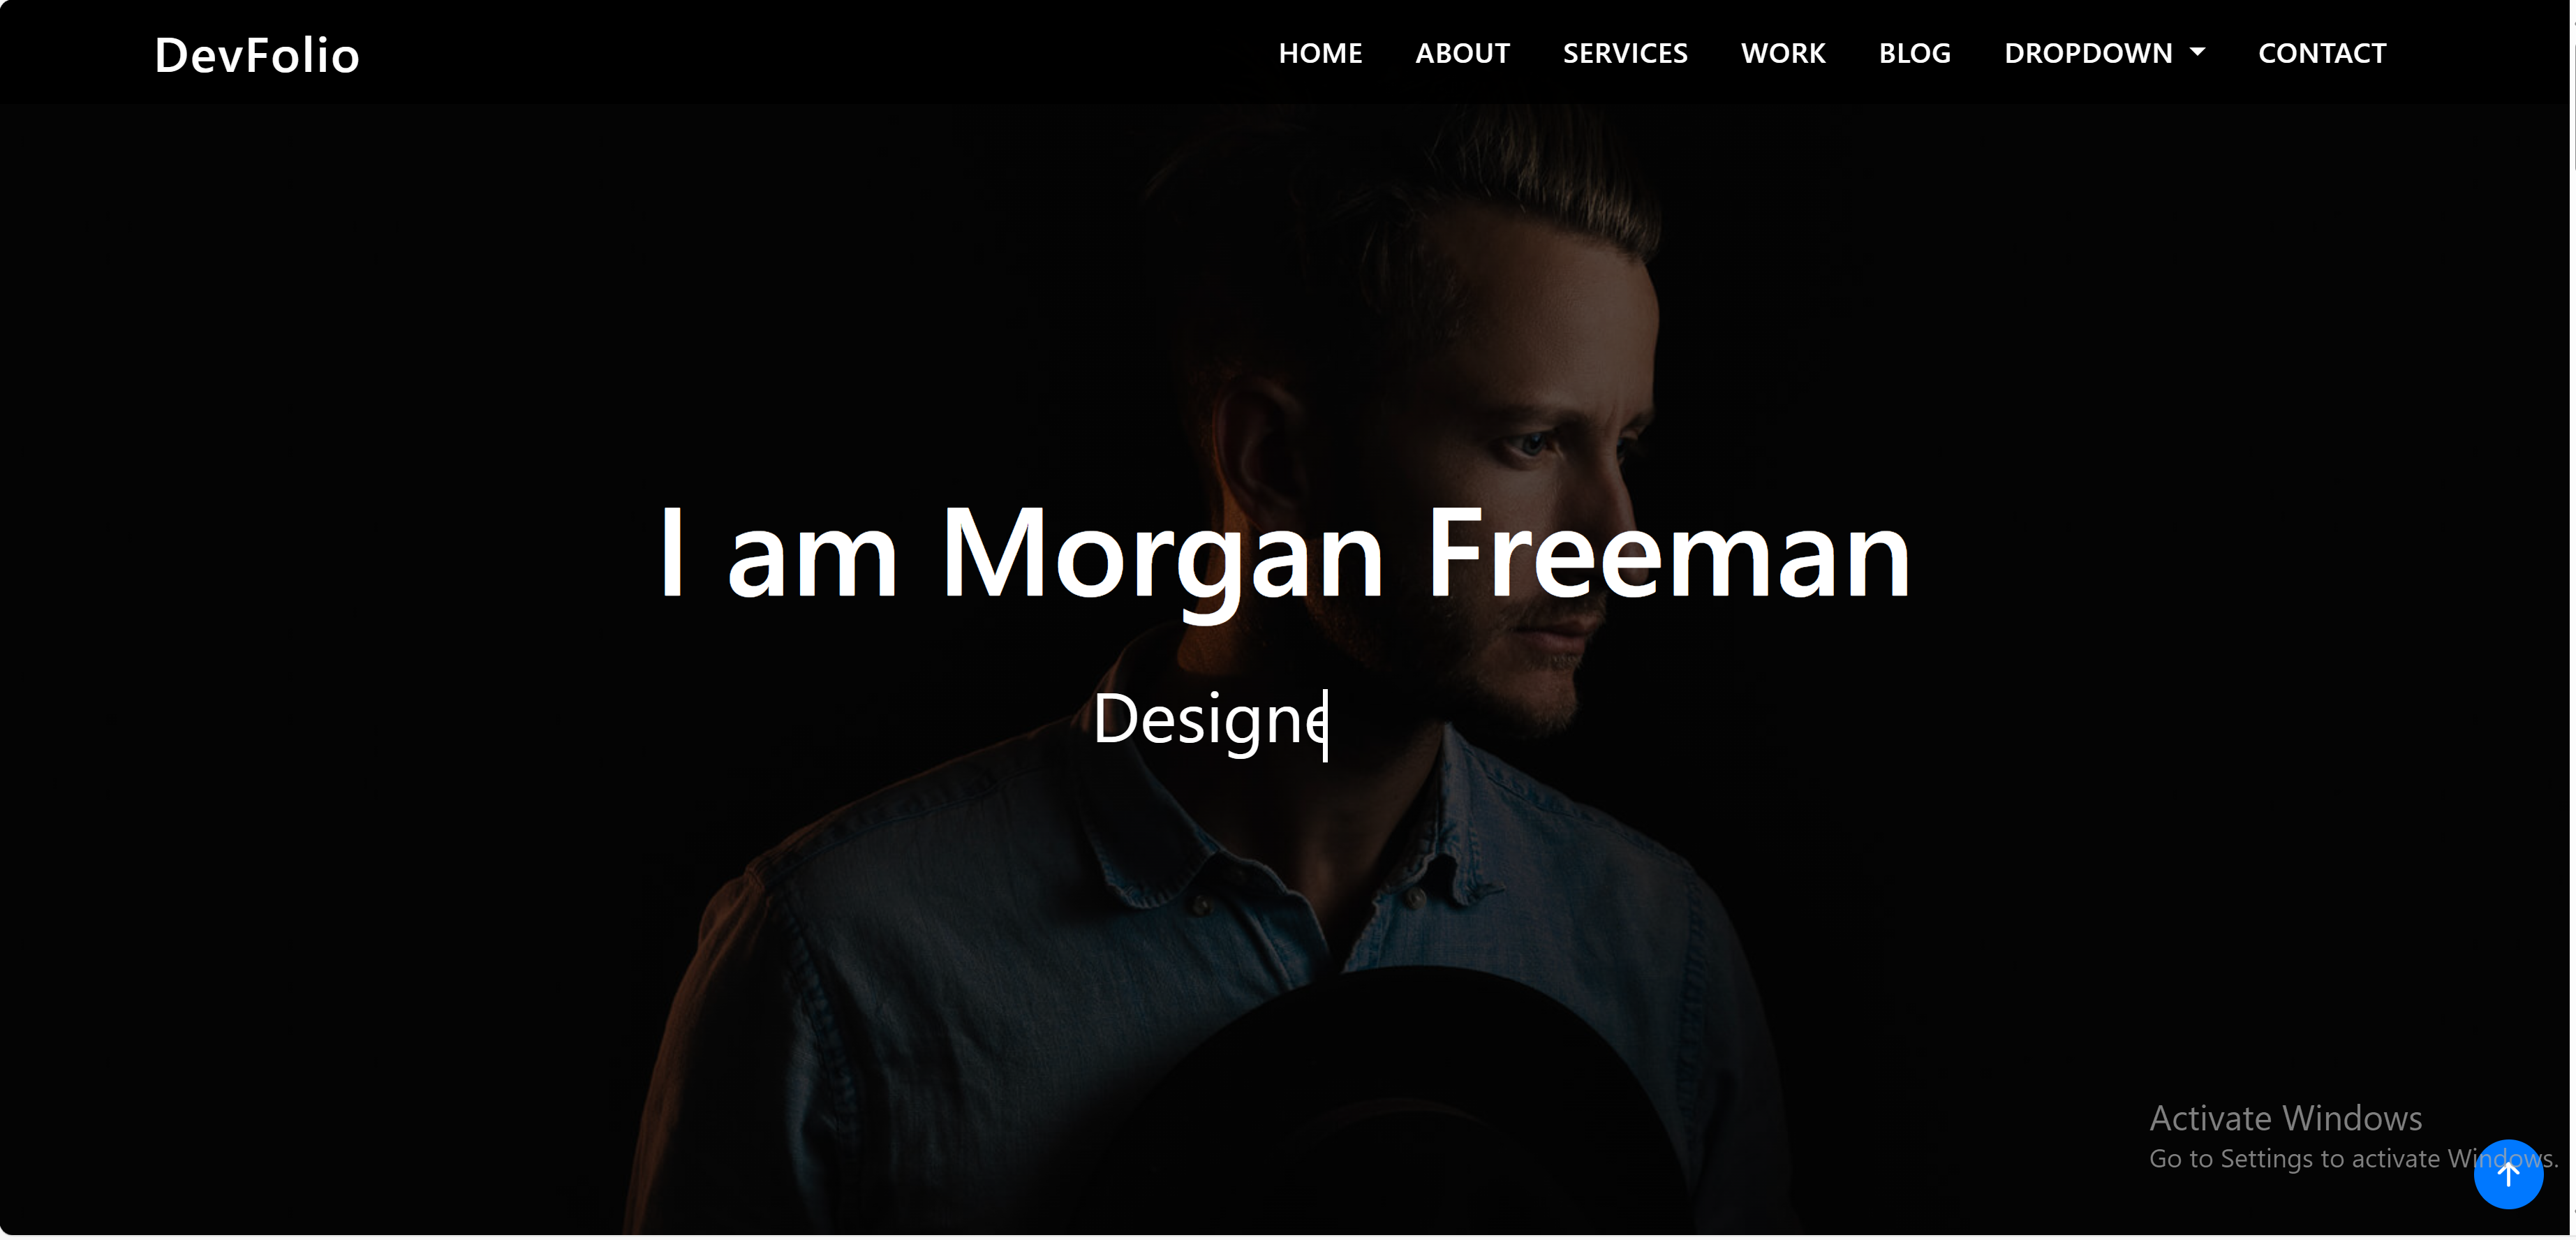 DevFolio
HOME ABOUT SERVICES WORK BLOG DROPDOWN CONTACT
I am Morgan Freeman
Designe
Activate Windows
Go to Settings to activate Windows.